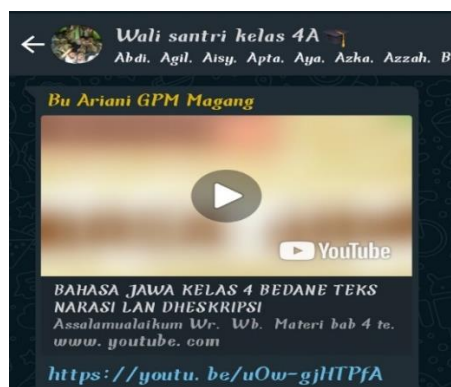 Wali santri kelas 4A
Abdi. Agil. Aisy. Apta. Aya. Azka. Azzah. B
Bu Ariani GPM Magang
YouTube
BAHASA JAWA KELAS 4 BEDANE TEKS
NARASI LAN DHESKRIPSI
Assalamualaikum Wr. Wb. Materi bab 4 te.
www. youtube. com
https://youtu. be/uOw-gjHTPfA